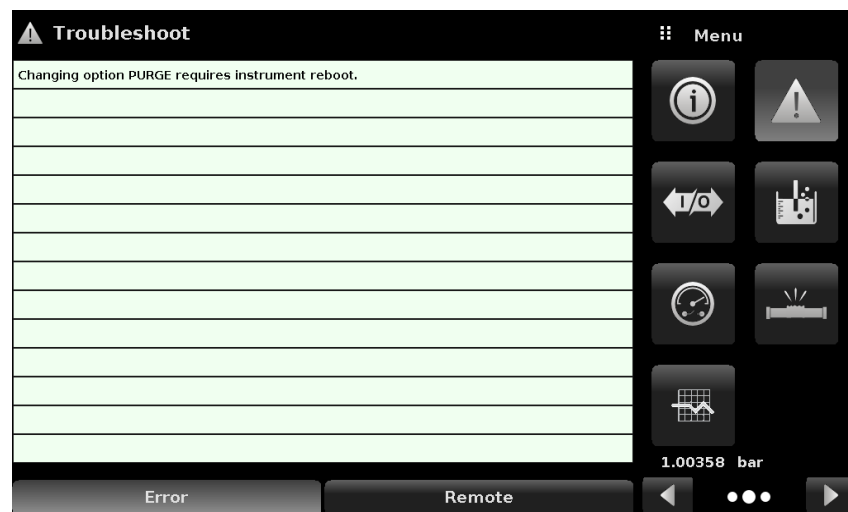 Troubleshoot
Menu
Changing option PURGE requires instrument reboot.
I/O
1.00358 bar
Error
Remote